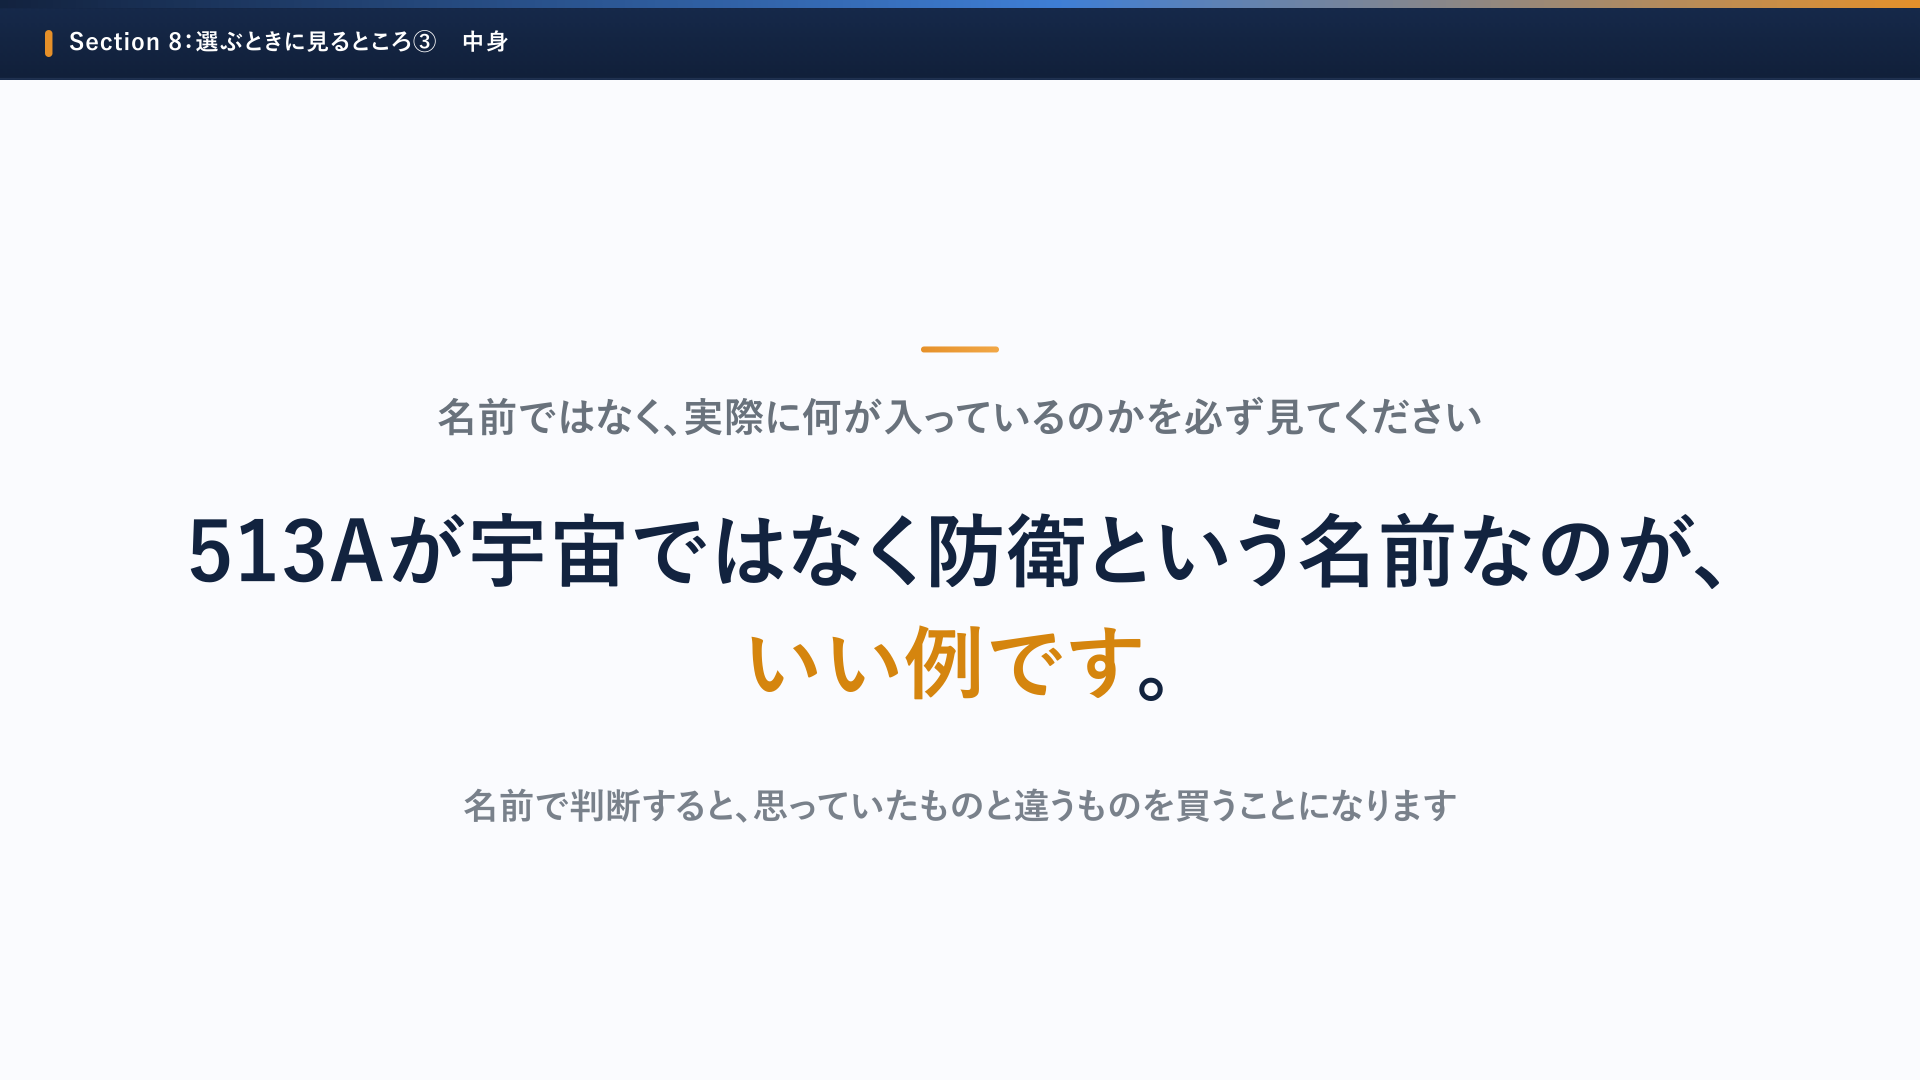 Section 8：選ぶときに見るところ③　中身
名前ではなく、実際に何が入っているのかを必ず見てください
513Aが宇宙ではなく防衛という名前なのが、
いい例です。
名前で判断すると、思っていたものと違うものを買うことになります